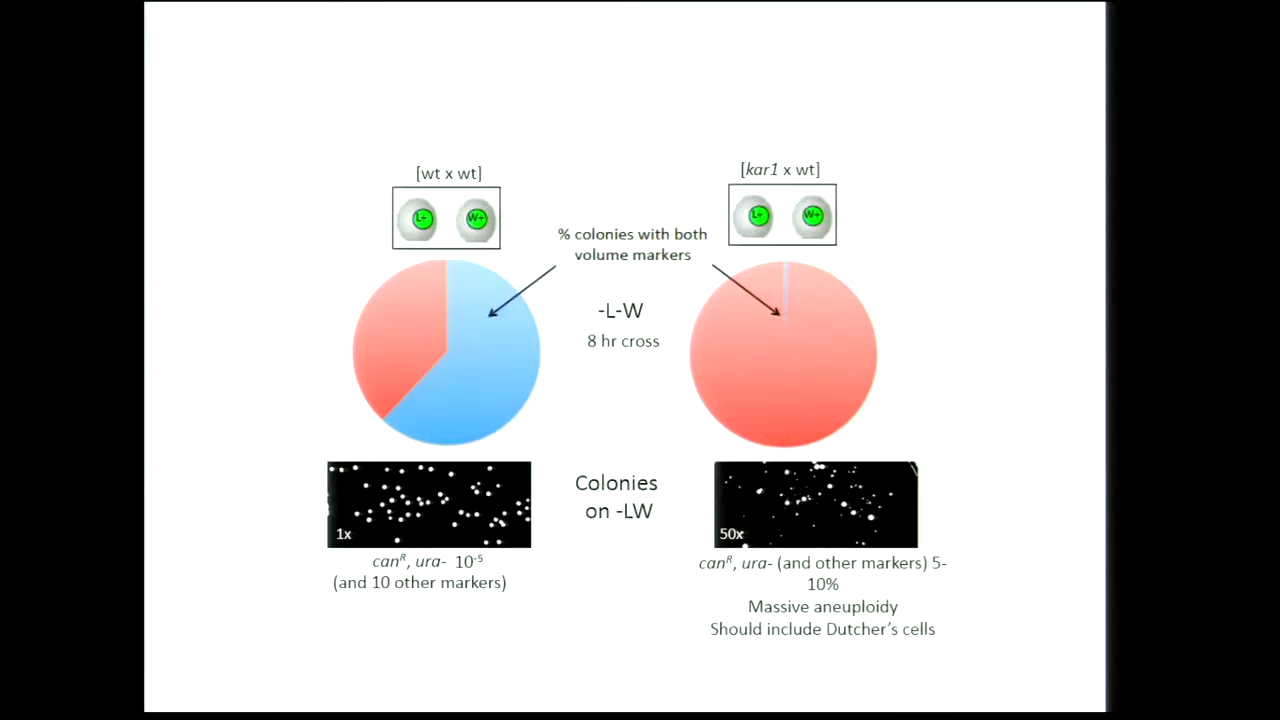 [wt x wt]
L+ W+
[kar1 x wt]
L+ W+
% colonies with both
volume markers
-L-W
8 hr cross
Colonies
on -LW
1x
50x
canᴿ, ura- 10⁻⁵
(and 10 other markers)
canᴿ, ura- (and other markers) 5-
10%
Massive aneuploidy
Should include Dutcher's cells